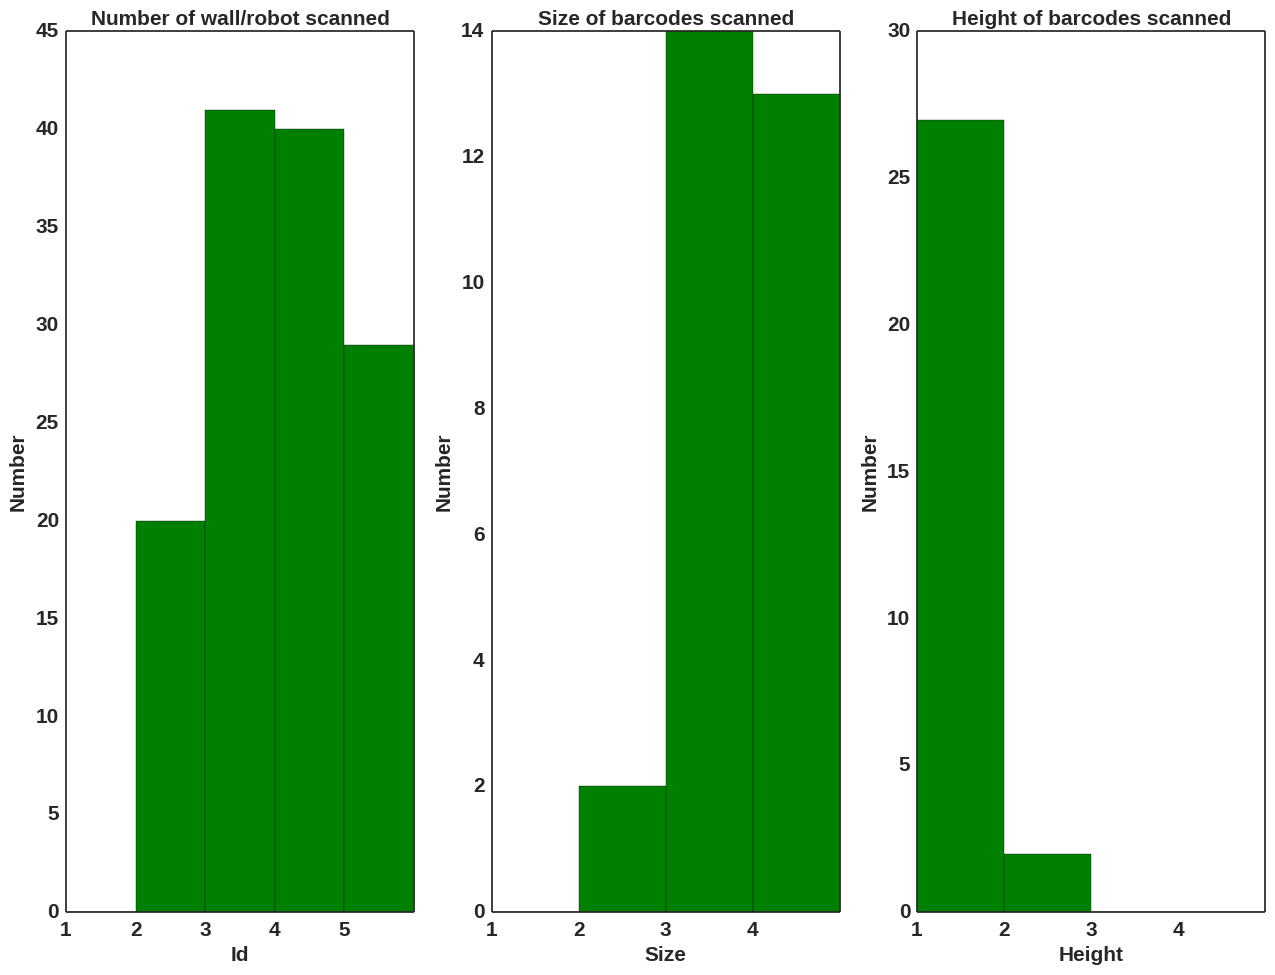 Number of wall/robot scanned
45
40
35
30
25
20
15
10
5
0
Number
1 2 3 4 5
Id
Size of barcodes scanned
14
12
10
8
6
4
2
0
Number
1 2 3 4
Size
Height of barcodes scanned
30
25
20
15
10
5
0
Number
1 2 3 4
Height